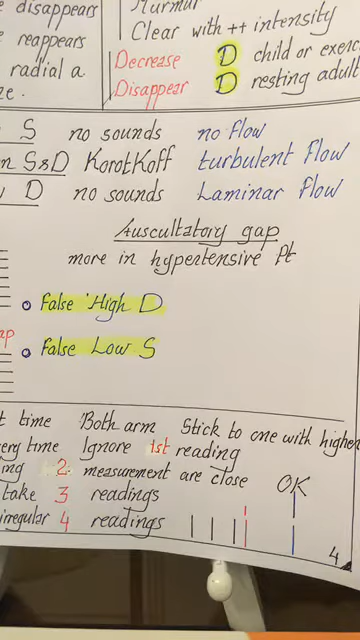 disappears
reappears
radial a
Murmur
Clear with ++ intensity
Decrease D child or exerc
Disappear D resting adult
S no sounds no flow
n S&D Korotkoff turbulent flow
D no sounds Laminar flow
Auscultatory gap
more in hypertensive Pt
False High D
False Low S
t time Both arm Stick to one with higher
ery time Ignore 1st reading
ing 2 measurement are close
take 3 readings OK
irregular 4 readings
4